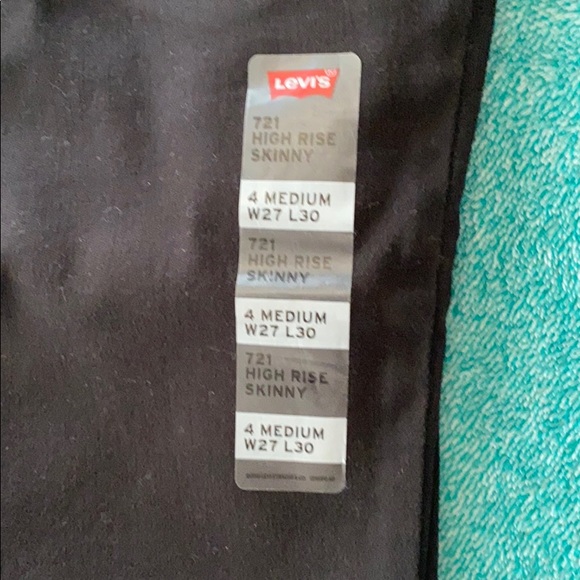 Levi's
721
HIGH RISE
SKINNY
4 MEDIUM
W27 L30
721
HIGH RISE
SKINNY
4 MEDIUM
W27 L30
721
HIGH RISE
SKINNY
4 MEDIUM
W27 L30